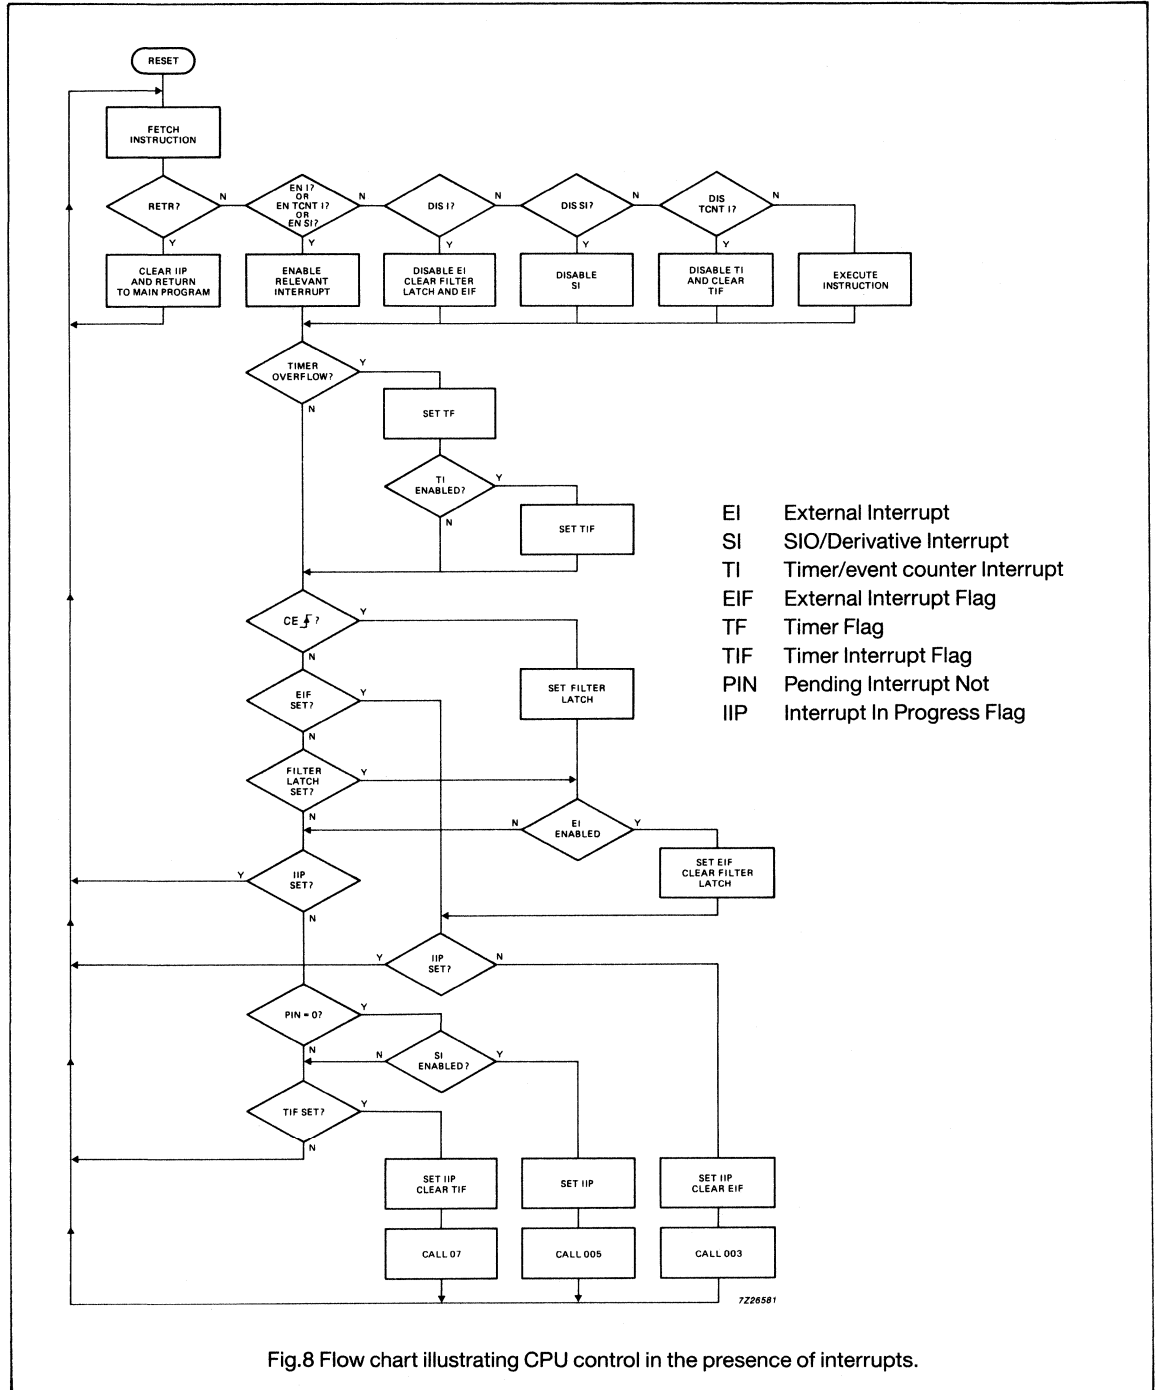 RESET
FETCH
INSTRUCTION
RETR?
N
Y
EN I?
OR
EN TCNT I?
OR
EN SI?
N
Y
DIS I?
N
Y
DIS SI?
N
Y
DIS
TCNT I?
N
Y
CLEAR IIP
AND RETURN
TO MAIN PROGRAM
ENABLE
RELEVANT
INTERRUPT
DISABLE EI
CLEAR FILTER
LATCH AND EIF
DISABLE
SI
DISABLE TI
AND CLEAR
TIF
EXECUTE
INSTRUCTION
TIMER
OVERFLOW?
Y
N
SET TF
TI
ENABLED?
Y
N
SET TIF
EI External Interrupt
SI SIO/Derivative Interrupt
TI Timer/event counter Interrupt
EIF External Interrupt Flag
TF Timer Flag
TIF Timer Interrupt Flag
PIN Pending Interrupt Not
IIP Interrupt In Progress Flag
CE ?
Y
N
EIF
SET?
Y
N
SET FILTER
LATCH
FILTER
LATCH
SET?
Y
N
EI
ENABLED
N
Y
SET EIF
CLEAR FILTER
LATCH
IIP
SET?
Y
N
IIP
SET?
Y
N
PIN = 0?
Y
N
SI
ENABLED?
N
Y
TIF SET?
Y
N
SET IIP
CLEAR TIF
SET IIP
SET IIP
CLEAR EIF
CALL 07
CALL 005
CALL 003
7Z26581
Fig.8 Flow chart illustrating CPU control in the presence of interrupts.